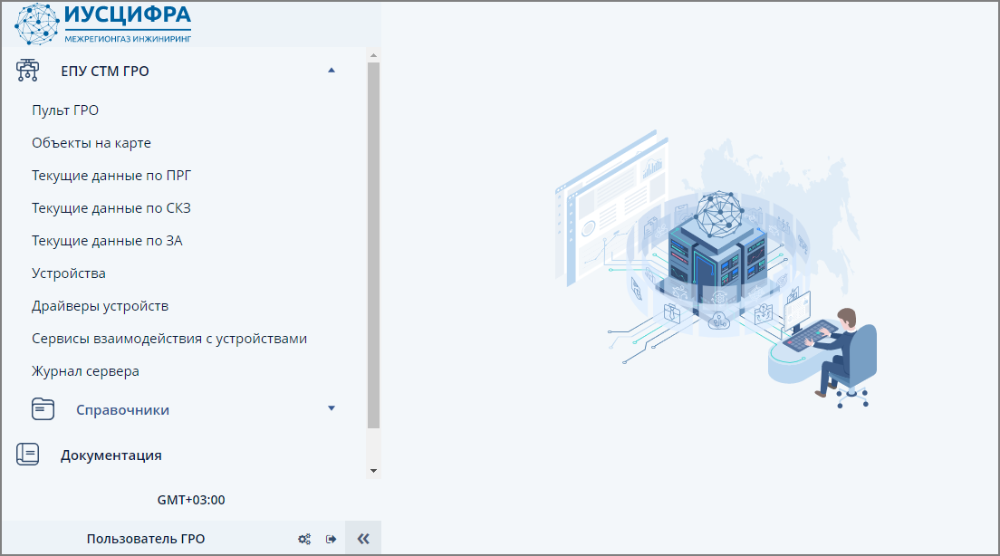 ИУСЦИФРА
МЕЖРЕГИОНГАЗ ИНЖИНИРИНГ
ЕПУ СТМ ГРО
Пульт ГРО
Объекты на карте
Текущие данные по ПРГ
Текущие данные по СКЗ
Текущие данные по ЗА
Устройства
Драйверы устройств
Сервисы взаимодействия с устройствами
Журнал сервера
Справочники
Документация
GMT+03:00
Пользователь ГРО